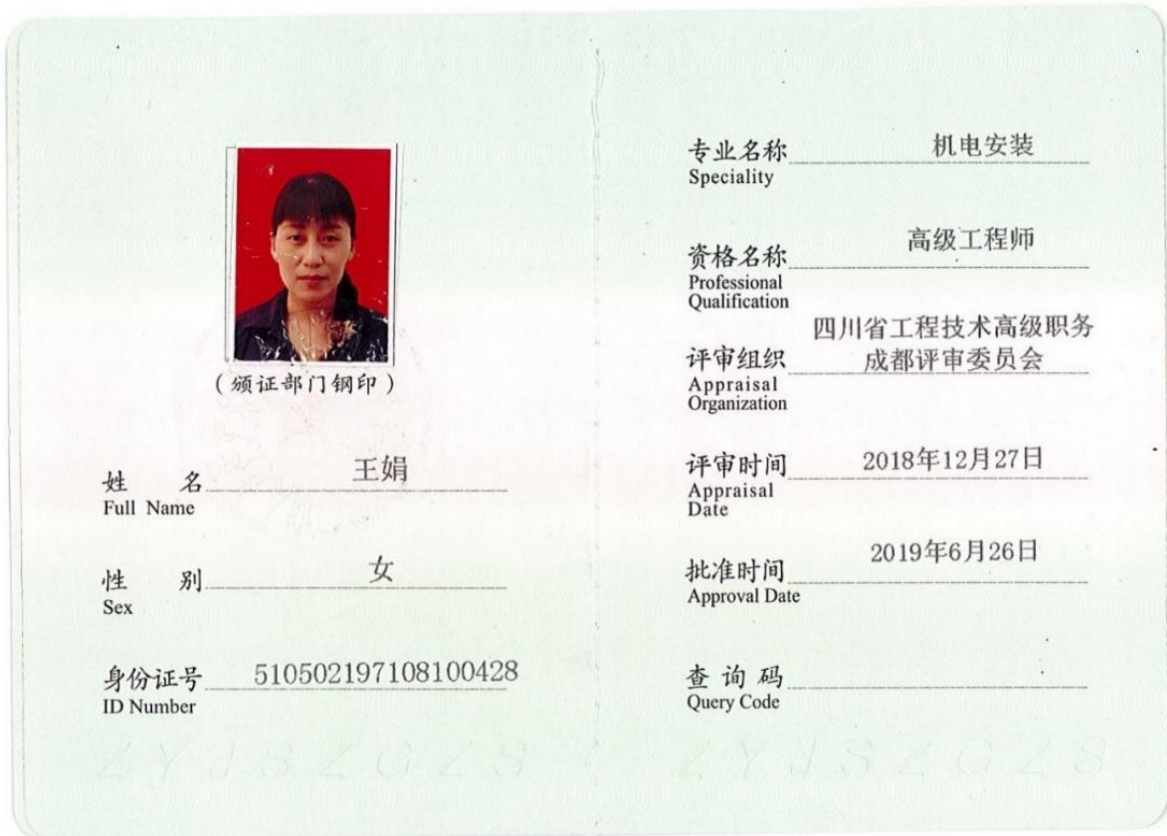 (颁证部门钢印)
姓 名 王娟
Full Name
性 别 女
Sex
身份证号 510502197108100428
ID Number
专业名称 机电安装
Speciality
资格名称 高级工程师
Professional
Qualification
四川省工程技术高级职务
评审组织 成都评审委员会
Appraisal
Organization
评审时间 2018年12月27日
Appraisal
Date
批准时间 2019年6月26日
Approval Date
查询码
Query Code